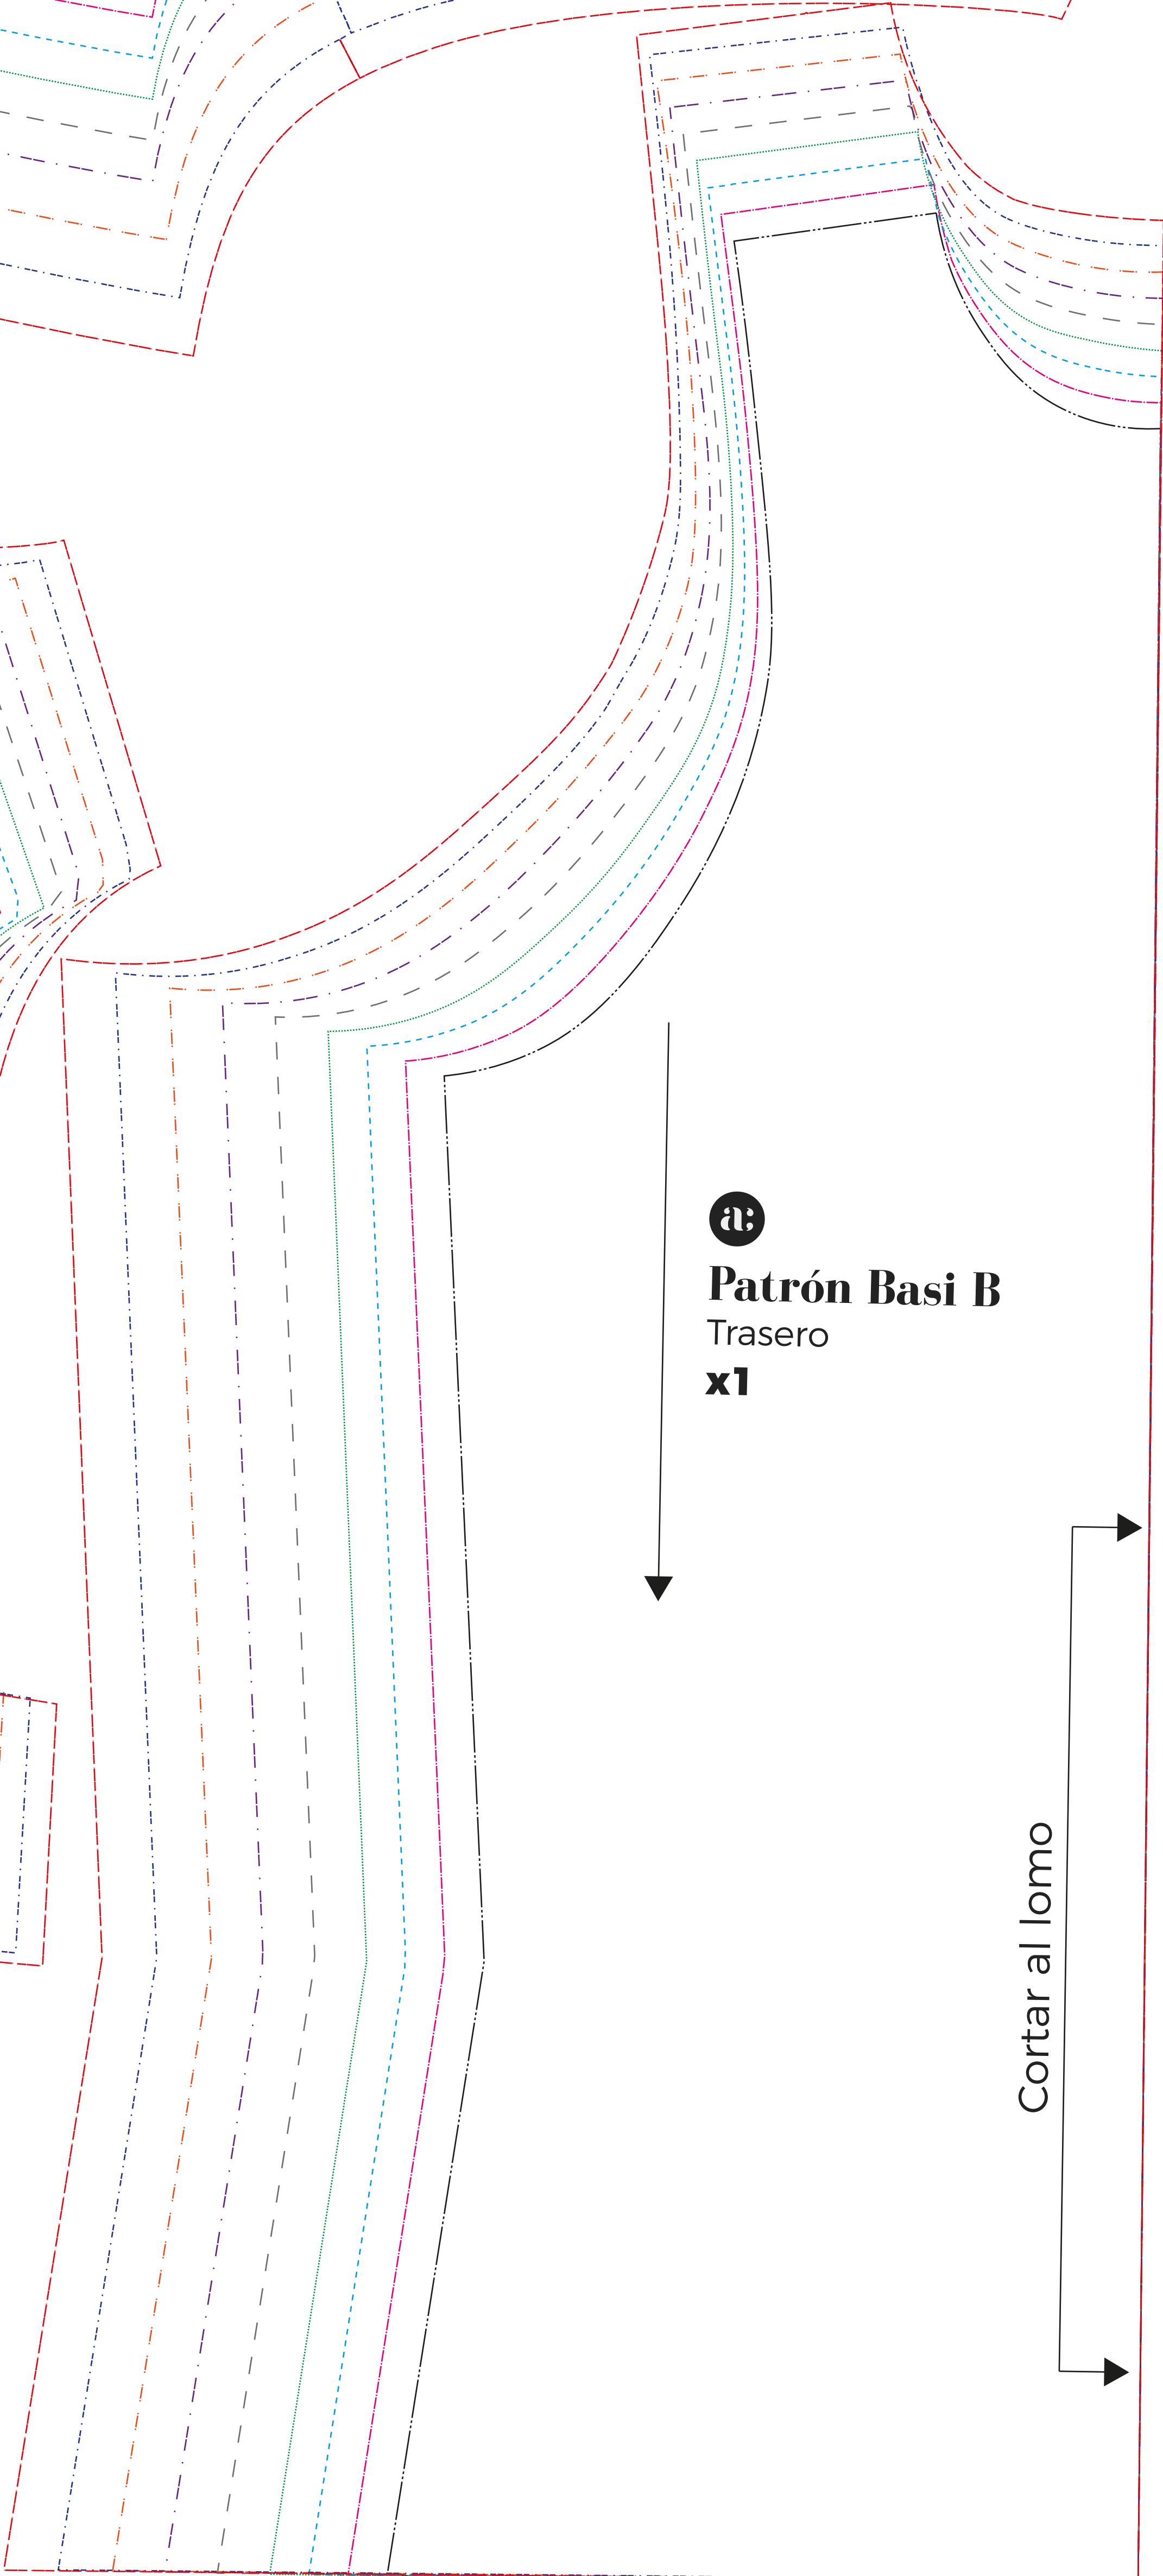 a:
Patrón Basi B
Trasero
x1
Cortar al lomo